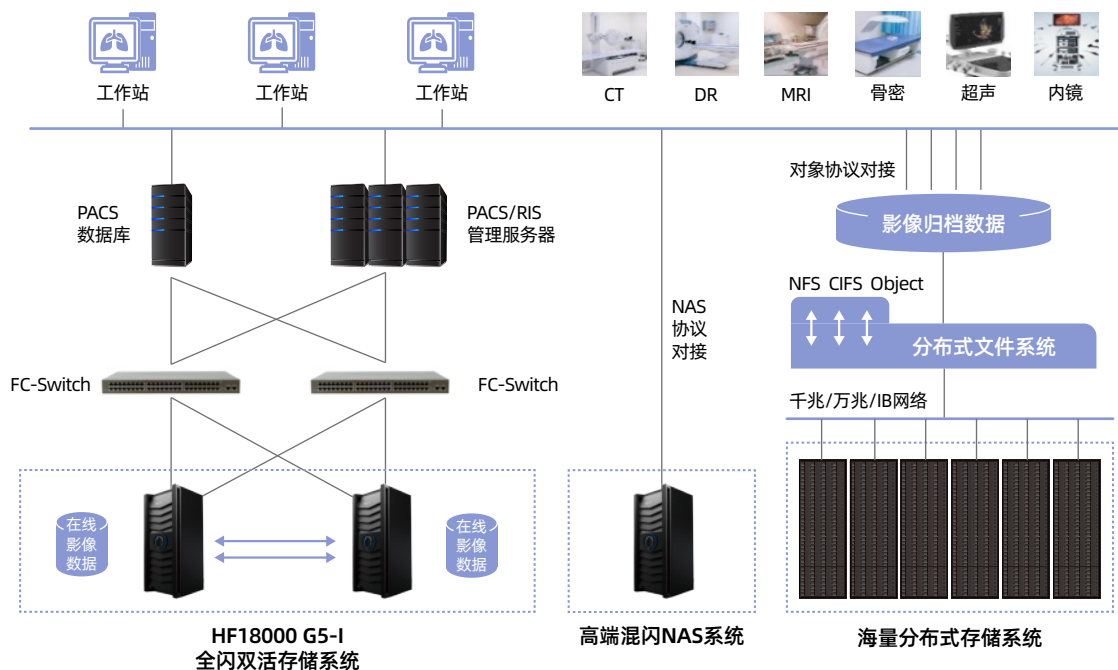 工作站
工作站
工作站
CT
DR
MRI
骨密
超声
内镜
PACS
数据库
PACS/RIS
管理服务器
对象协议对接
影像归档数据
NFS CIFS Object
分布式文件系统
NAS
协议
对接
FC-Switch
FC-Switch
千兆/万兆/IB网络
在线
影像
数据
在线
影像
数据
HF18000 G5-I
全闪双活存储系统
高端混闪NAS系统
海量分布式存储系统